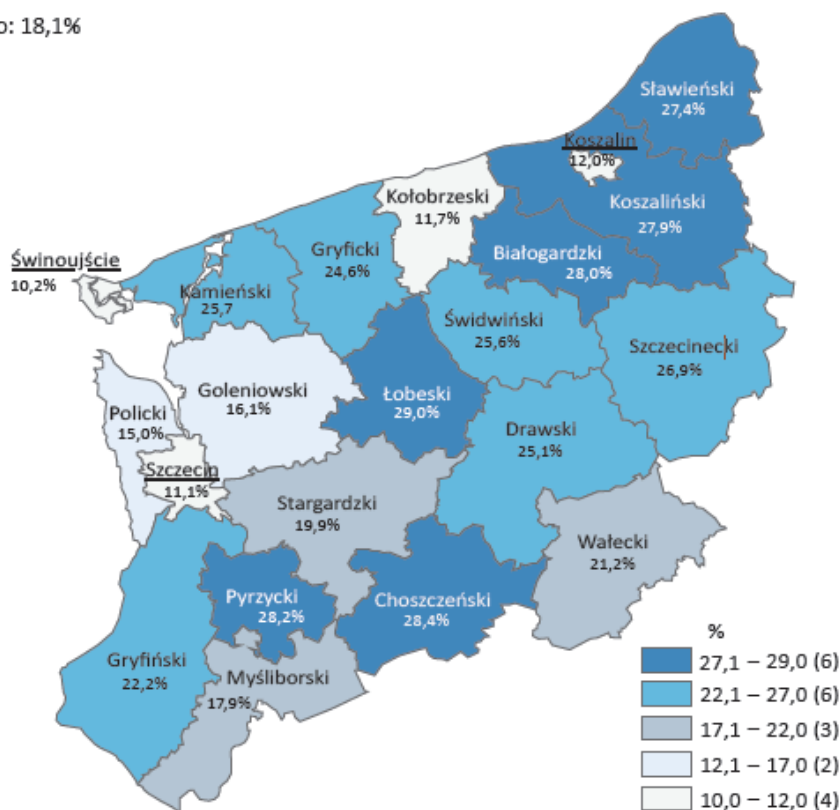 o: 18,1%
Sławieński
27,4%
Koszalin
12,0%
Kołobrzeski
11,7%
Koszaliński
27,9%
Gryficki
24,6%
Białogardzki
28,0%
Świnoujście
10,2%
Kamieński
25,7
Świdwiński
25,6%
Szczecinecki
26,9%
Goleniowski
16,1%
Łobeski
29,0%
Policki
15,0%
Drawski
25,1%
Szczecin
11,1%
Stargardzki
19,9%
Wałecki
21,2%
Pyrzycki
28,2%
Choszczeński
28,4%
Gryfiński
22,2%
Myśliborski
17,9%
%
27,1 – 29,0 (6)
22,1 – 27,0 (6)
17,1 – 22,0 (3)
12,1 – 17,0 (2)
10,0 – 12,0 (4)